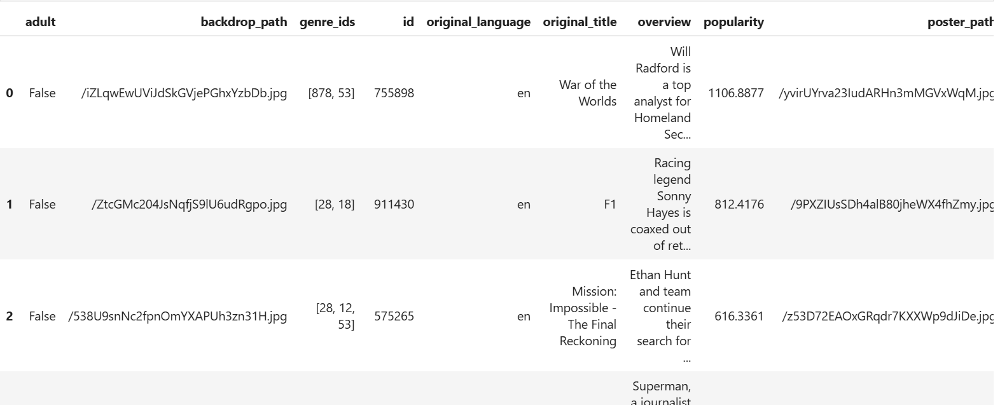 adult backdrop_path genre_ids id original_language original_title overview popularity poster_path
0 False /iZLqwEwUViJdSkGVjePGhxYzbDb.jpg [878, 53] 755898 en War of the Worlds Will Radford is a top analyst for Homeland Sec... 1106.8877 /yvirUYrva23IudARHn3mMGVxWqM.jpg
1 False /ZtcGMc204JsNqfjS9lU6udRgpo.jpg [28, 18] 911430 en F1 Racing legend Sonny Hayes is coaxed out of ret... 812.4176 /9PXZIUsSDh4alB80jheWX4fhZmy.jpg
2 False /538U9snNc2fpnOmYXAPUh3zn31H.jpg [28, 12, 53] 575265 en Mission: Impossible - The Final Reckoning Ethan Hunt and team continue their search for ... 616.3361 /z53D72EAOxGRqdr7KXXWp9dJiDe.jpg
Superman, a journalist